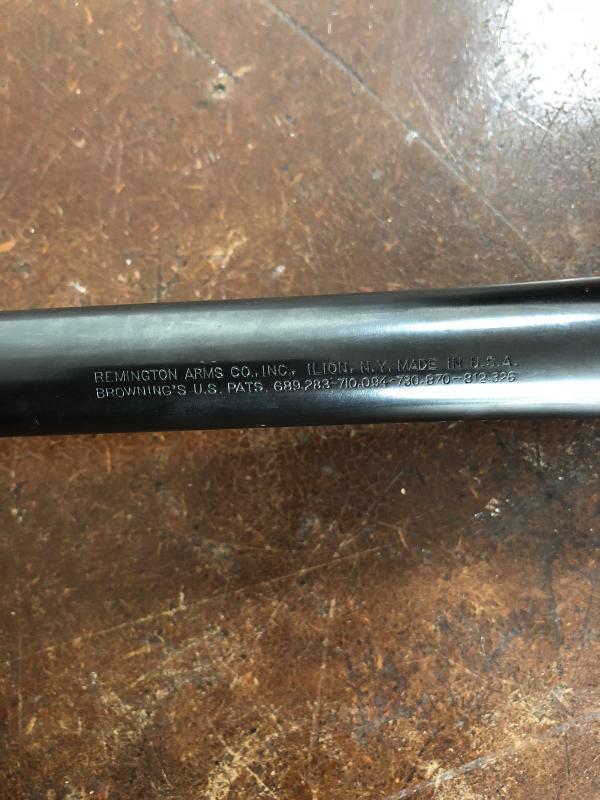 REMINGTON ARMS CO., INC., ILION, N.Y. MADE IN U.S.A.
BROWNING'S U.S. PATS. 689.283-710.094-730.870-812.326